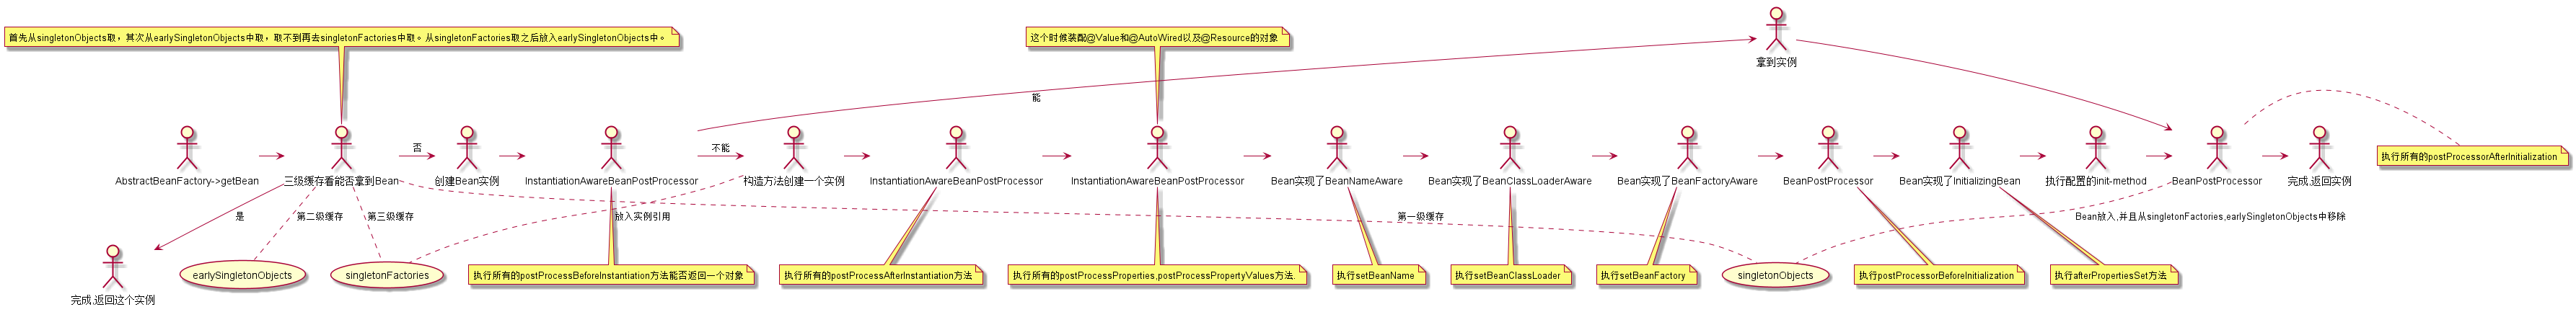 首先从singletonObjects取，其次从earlySingletonObjects中取，取不到再去singletonFactories中取。从singletonFactories取之后放入earlySingletonObjects中。
这个时候装配@Value和@AutoWired以及@Resource的对象
拿到实例
能
AbstractBeanFactory->getBean
三级缓存看能否拿到Bean
否
创建Bean实例
InstantiationAwareBeanPostProcessor
不能
构造方法创建一个实例
InstantiationAwareBeanPostProcessor
InstantiationAwareBeanPostProcessor
Bean实现了BeanNameAware
Bean实现了BeanClassLoaderAware
Bean实现了BeanFactoryAware
BeanPostProcessor
Bean实现了InitializingBean
执行配置的init-method
BeanPostProcessor
完成,返回实例
执行所有的postProcessorAfterInitialization
是
第二级缓存
第三级缓存
放入实例引用
第一级缓存
Bean放入,并且从singletonFactories,earlySingletonObjects中移除
完成,返回这个实例
earlySingletonObjects
singletonFactories
执行所有的postProcessBeforeInstantiation方法能否返回一个对象
执行所有的postProcessAfterInstantiation方法
执行所有的postProcessProperties,postProcessPropertyValues方法.
执行setBeanName
执行setBeanClassLoader
执行setBeanFactory
singletonObjects
执行postProcessorBeforeInitialization
执行afterPropertiesSet方法